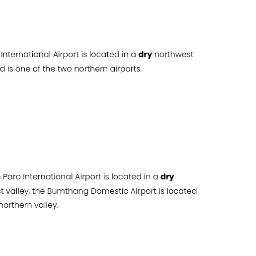 International Airport is located in a dry northwest
d is one of the two northern airports.
Paro International Airport is located in a dry
t valley, the Bumthang Domestic Airport is located
northern valley.